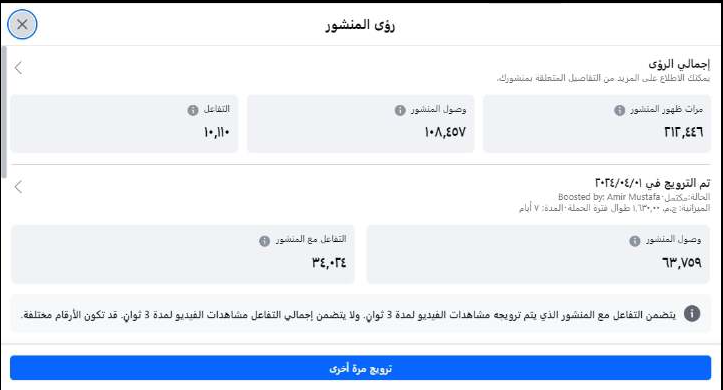 رؤى المنشور
إجمالي الرؤى
يمكنك الاطلاع على المزيد من التفاصيل المتعلقة بمنشورك.
مرات ظهور المنشور
وصول المنشور
التفاعل
٢١٢,٤٤٦
١٠٨,٤٥٧
١٠,١١٠
تم الترويج في ٢٠٢٤/٠٤/٠١
الحالة:مكتمل · Boosted by: Amir Mustafa
الميزانية: ج.م. ١,٦٣٠,٠٠ طوال فترة الحملة · المدة: ٧ أيام
وصول المنشور
التفاعل مع المنشور
٦٣,٧٥٩
٣٤,٠٢٤
يتضمن التفاعل مع المنشور الذي يتم ترويجه مشاهدات الفيديو لمدة 3 ثوانٍ. ولا يتضمن إجمالي التفاعل مشاهدات الفيديو لمدة 3 ثوانٍ. قد تكون الأرقام مختلفة.
ترويج مرة أخرى